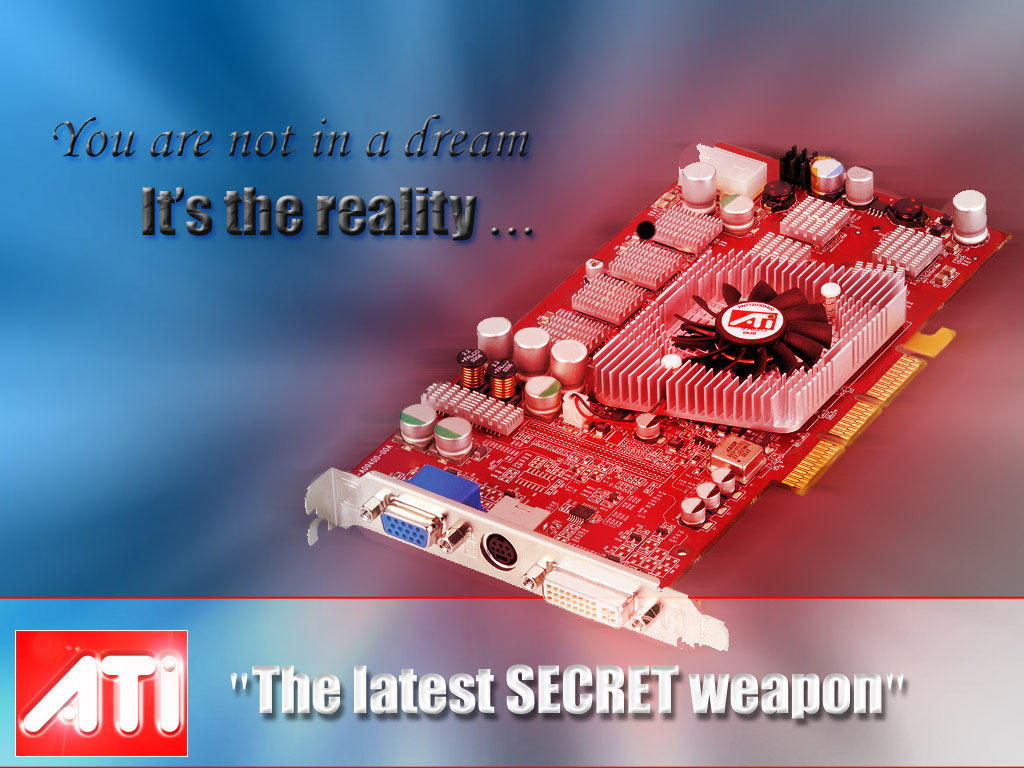 You are not in a dream
It's the reality ...
ATi
ATi
"The latest SECRET weapon"